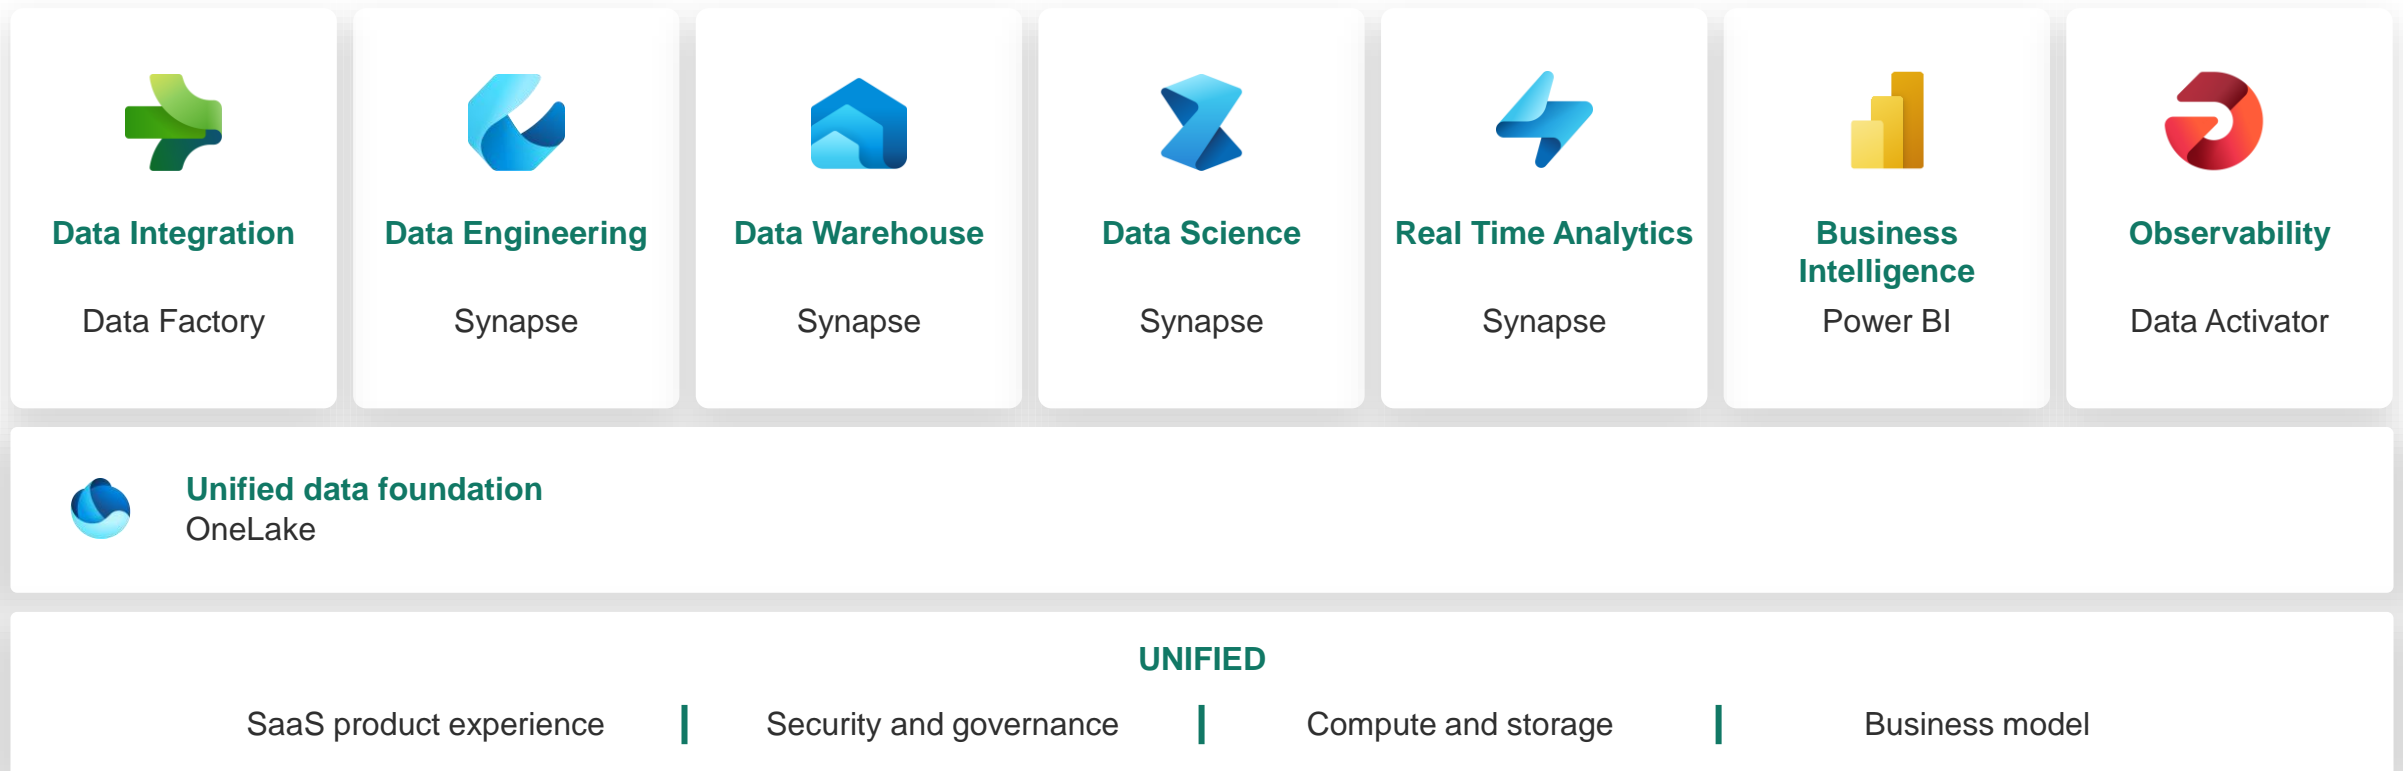 Data Integration
Data Factory
Data Engineering
Synapse
Data Warehouse
Synapse
Data Science
Synapse
Real Time Analytics
Synapse
Business
Intelligence
Power BI
Observability
Data Activator
Unified data foundation
OneLake
UNIFIED
SaaS product experience
Security and governance
Compute and storage
Business model